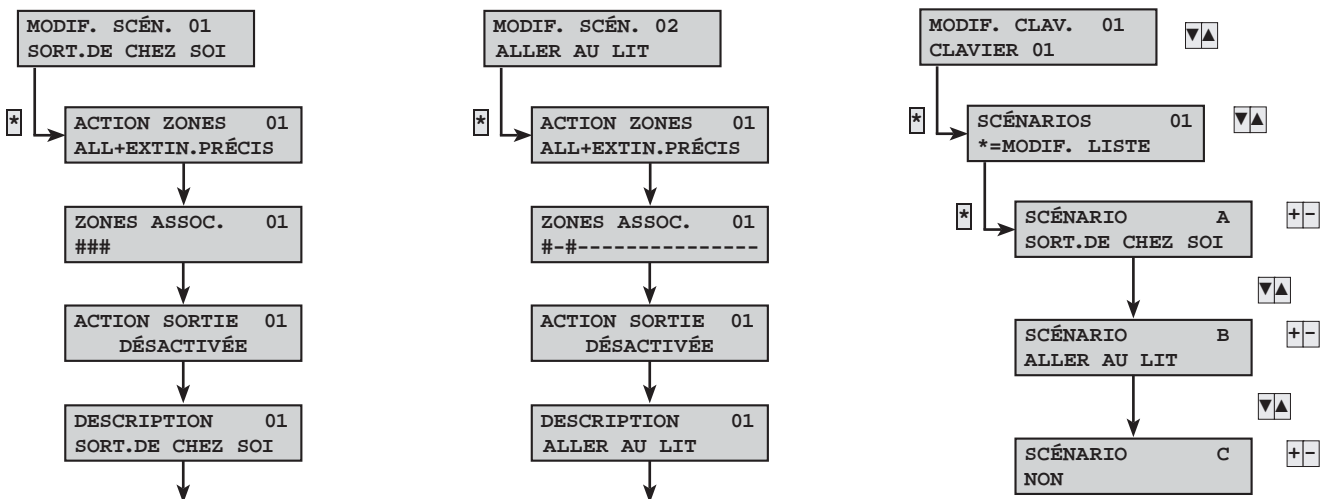 MODIF. SCÉN. 01
SORT.DE CHEZ SOI
*
ACTION ZONES 01
ALL+EXTIN.PRÉCIS
ZONES ASSOC. 01
###
ACTION SORTIE 01
DÉSACTIVÉE
DESCRIPTION 01
SORT.DE CHEZ SOI
MODIF. SCÉN. 02
ALLER AU LIT
*
ACTION ZONES 01
ALL+EXTIN.PRÉCIS
ZONES ASSOC. 01
#-#---------------
ACTION SORTIE 01
DÉSACTIVÉE
DESCRIPTION 01
ALLER AU LIT
MODIF. CLAV. 01
CLAVIER 01
▼▲
*
SCÉNARIOS 01
*=MODIF. LISTE
▼▲
*
SCÉNARIO A
SORT.DE CHEZ SOI
+-
▼▲
SCÉNARIO B
ALLER AU LIT
+-
▼▲
SCÉNARIO C
NON
+-